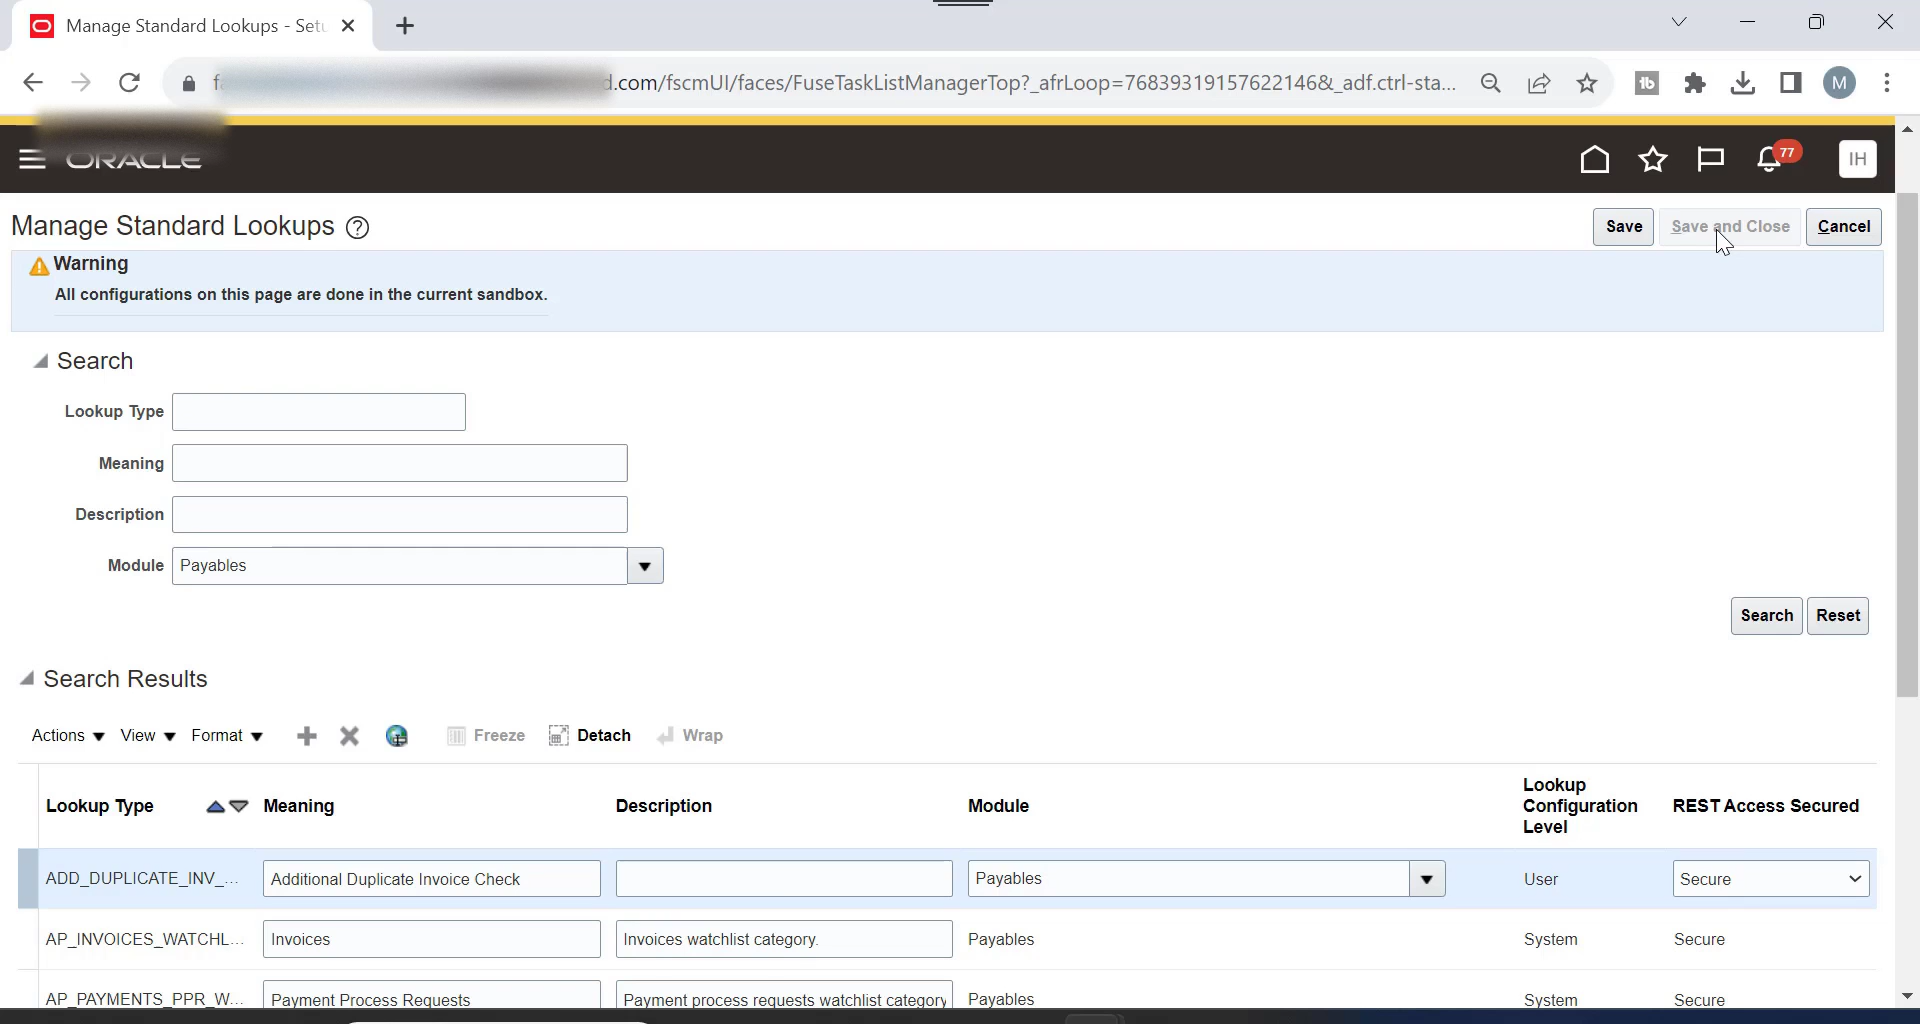 Manage Standard Lookups - Setu
.com/fscmUI/faces/FuseTaskListManagerTop?_afrLoop=76839319157622146&_adf.ctrl-sta...
M
ORACLE
77
IH
Manage Standard Lookups
Save
Save and Close
Cancel
Warning
All configurations on this page are done in the current sandbox.
Search
Lookup Type
Meaning
Description
Module Payables
Search Reset
Search Results
Actions View Format Freeze Detach Wrap
Lookup Type Meaning Description Module Lookup Configuration Level REST Access Secured
ADD_DUPLICATE_INV_... Additional Duplicate Invoice Check Payables User Secure
AP_INVOICES_WATCHL... Invoices Invoices watchlist category. Payables System Secure
AP_PAYMENTS_PPR_W... Payment Process Requests Payment process requests watchlist category Payables System Secure